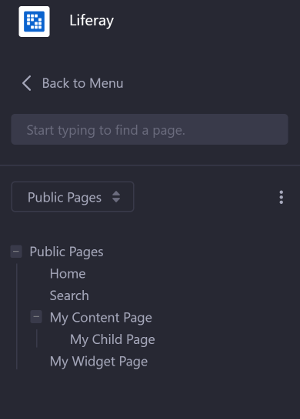 Liferay
Back to Menu
Start typing to find a page.
Public Pages
Public Pages
Home
Search
My Content Page
My Child Page
My Widget Page